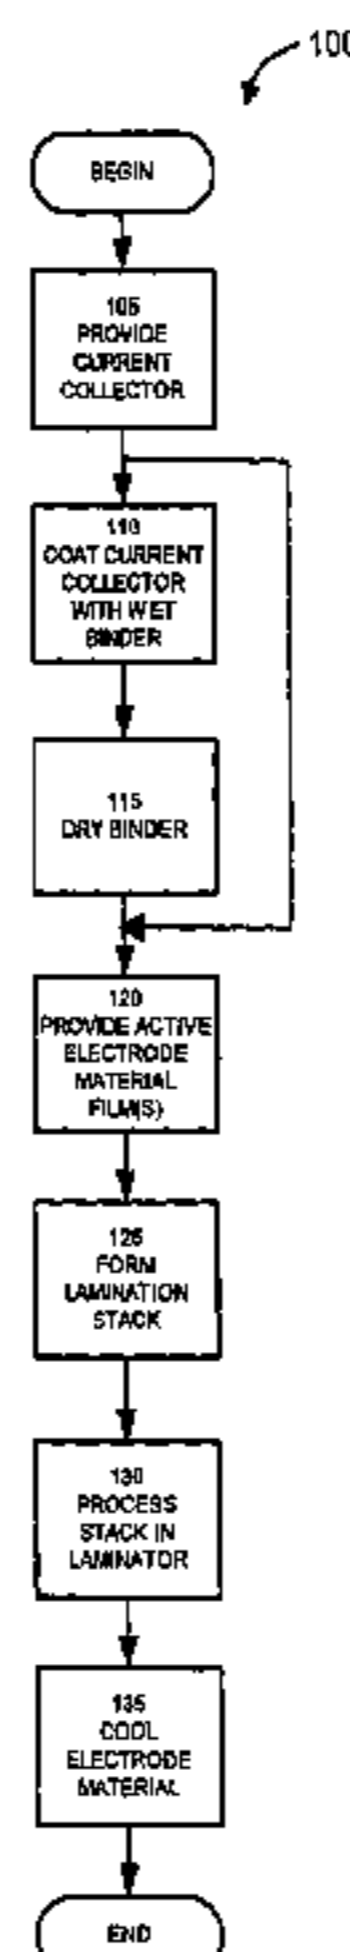 100
BEGIN
105
PROVIDE
CURRENT
COLLECTOR
110
COAT CURRENT
COLLECTOR
WITH WET
BINDER
115
DRY BINDER
120
PROVIDE ACTIVE
ELECTRODE
MATERIAL
FILM(S)
125
FORM
LAMINATION
STACK
130
PROCESS
STACK IN
LAMINATOR
135
COOL
ELECTRODE
MATERIAL
END